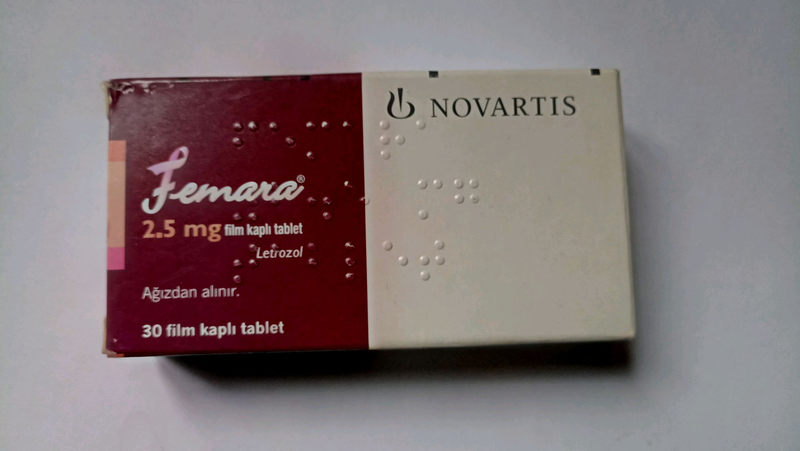 Femara®
2.5 mg film kaplı tablet
Letrozol
Ağızdan alınır.
30 film kaplı tablet
NOVARTIS